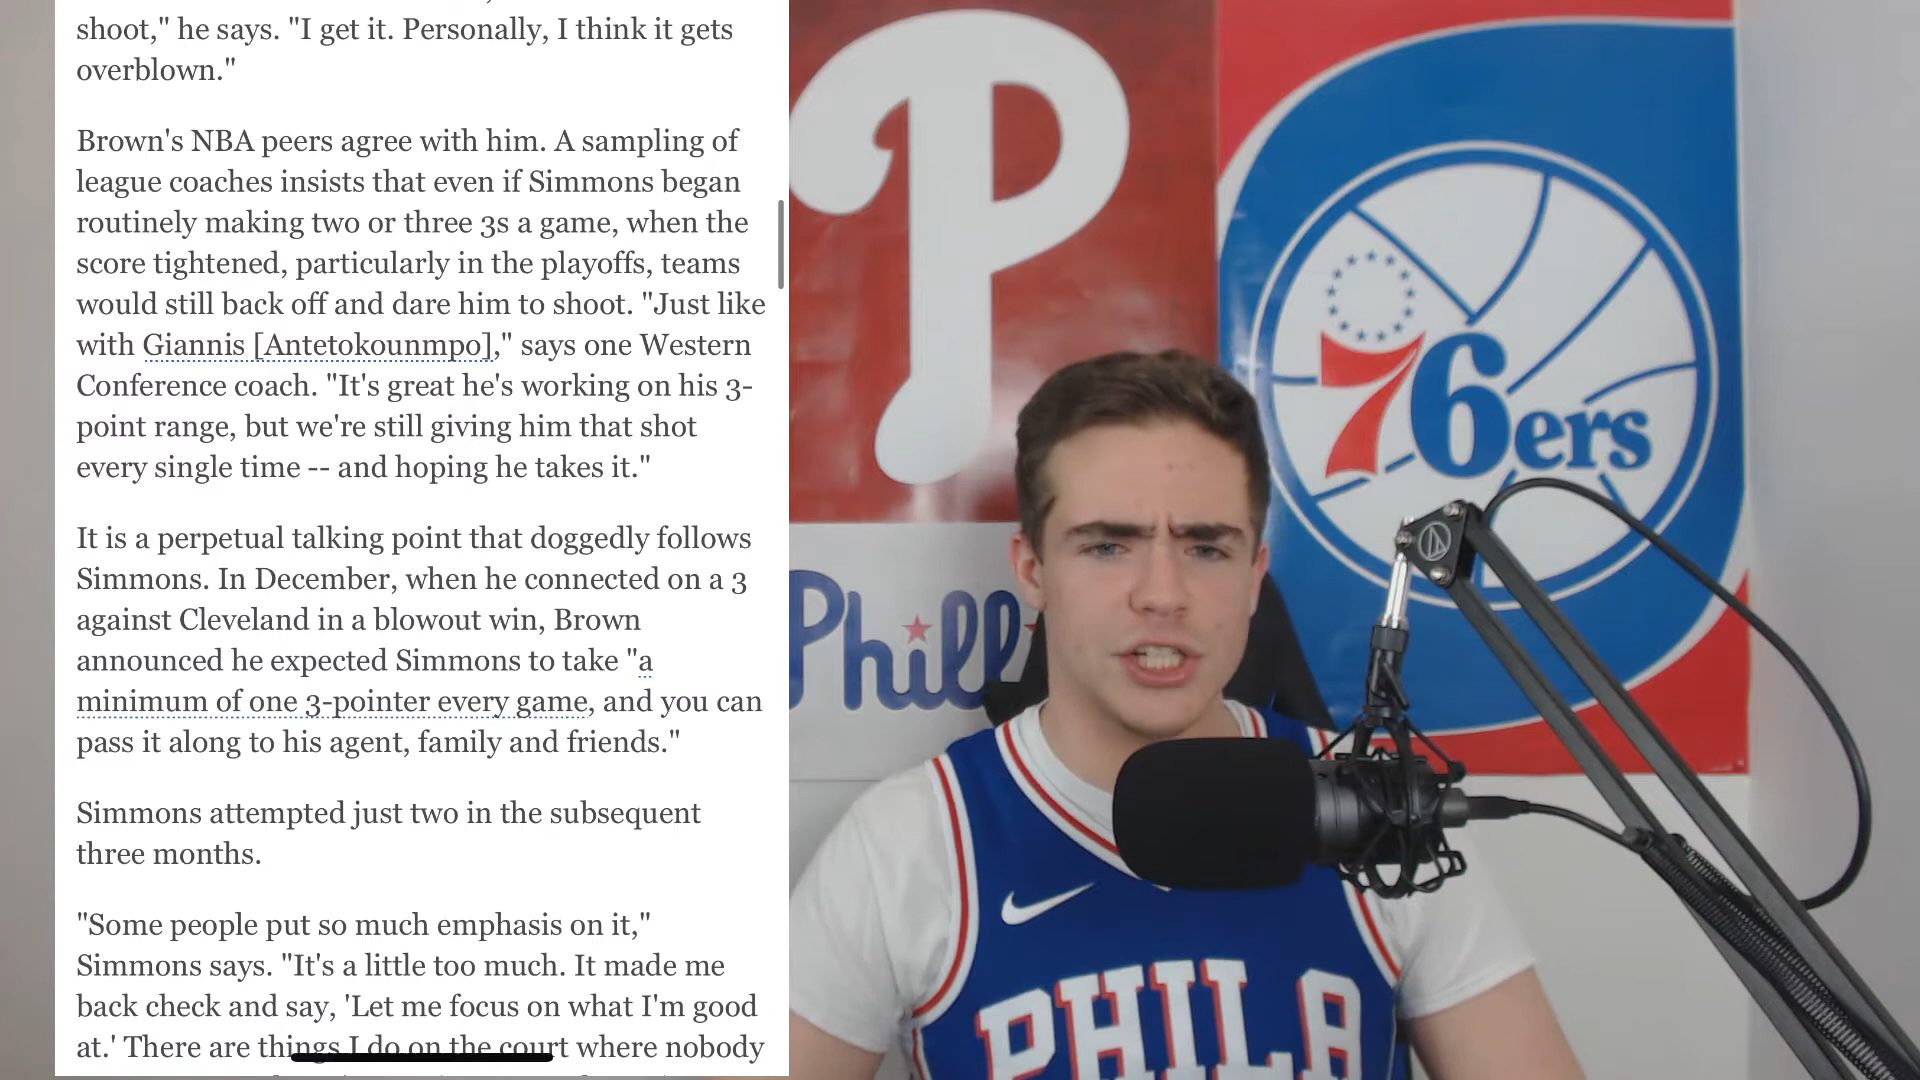 shoot," he says. "I get it. Personally, I think it gets
overblown."
Brown's NBA peers agree with him. A sampling of
league coaches insists that even if Simmons began
routinely making two or three 3s a game, when the
score tightened, particularly in the playoffs, teams
would still back off and dare him to shoot. "Just like
with Giannis [Antetokounmpo]," says one Western
Conference coach. "It's great he's working on his 3-
point range, but we're still giving him that shot
every single time -- and hoping he takes it."
It is a perpetual talking point that doggedly follows
Simmons. In December, when he connected on a 3
against Cleveland in a blowout win, Brown
announced he expected Simmons to take "a
minimum of one 3-pointer every game, and you can
pass it along to his agent, family and friends."
Simmons attempted just two in the subsequent
three months.
"Some people put so much emphasis on it,"
Simmons says. "It's a little too much. It made me
back check and say, 'Let me focus on what I'm good
at.' There are things I do on the court where nobody
P
Phill
76ers
PHILA